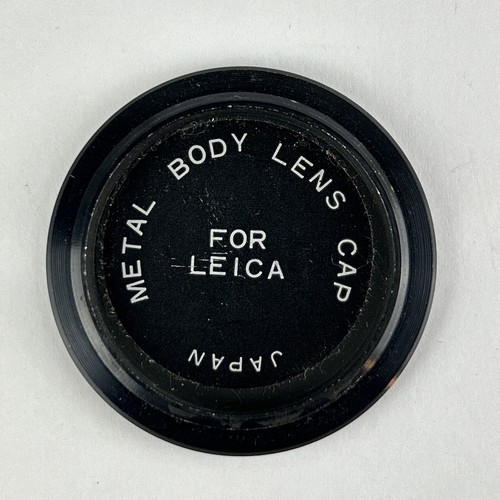 METAL BODY LENS CAP
FOR
LEICA
JAPAN